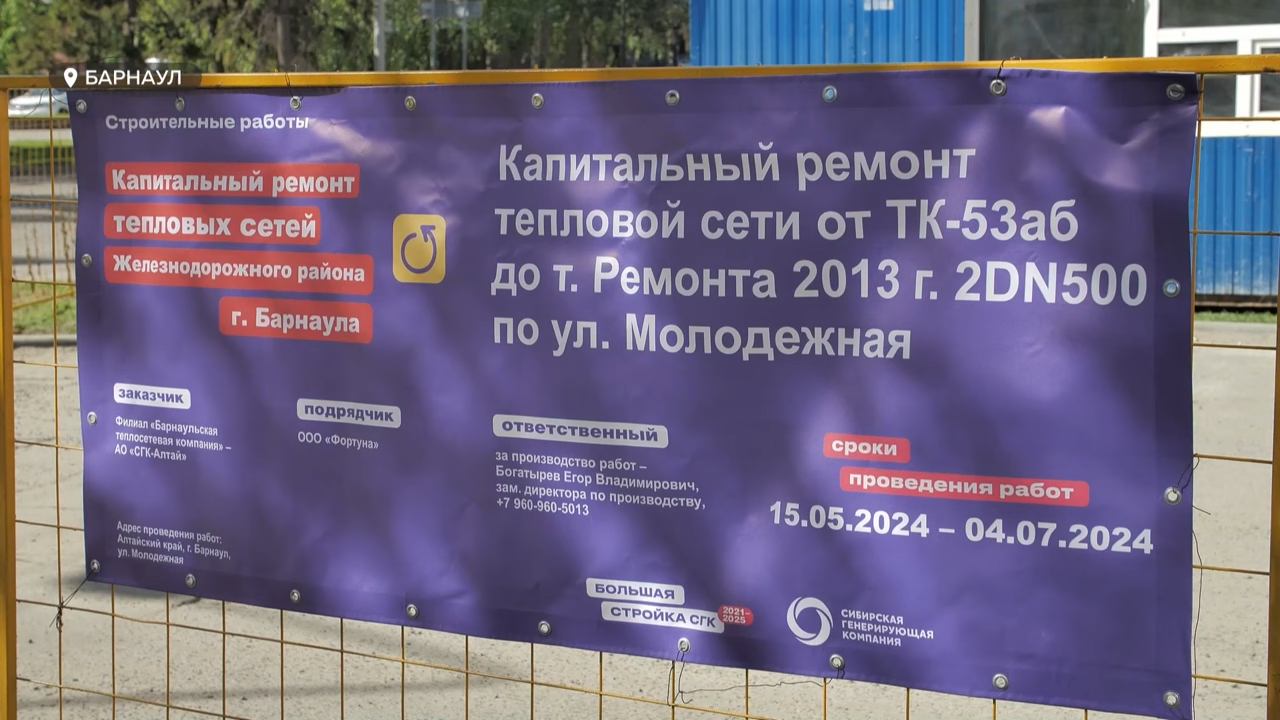 БАРНАУЛ
Строительные работы
Капитальный ремонт
тепловых сетей
Железнодорожного района
г. Барнаула
Капитальный ремонт
тепловой сети от ТК-53аб
до т. Ремонта 2013 г. 2DN500
по ул. Молодежная
заказчик
Филиал «Барнаульская
теплосетевая компания» –
АО «СГК-Алтай»
подрядчик
ООО «Фортуна»
ответственный
за производство работ –
Богатырев Егор Владимирович,
зам. директора по производству,
+7 960-960-5013
сроки
проведения работ
15.05.2024 – 04.07.2024
Адрес проведения работ:
Алтайский край, г. Барнаул,
ул. Молодежная
БОЛЬШАЯ
СТРОЙКА СГК
2021–
2025
СИБИРСКАЯ
ГЕНЕРИРУЮЩАЯ
КОМПАНИЯ